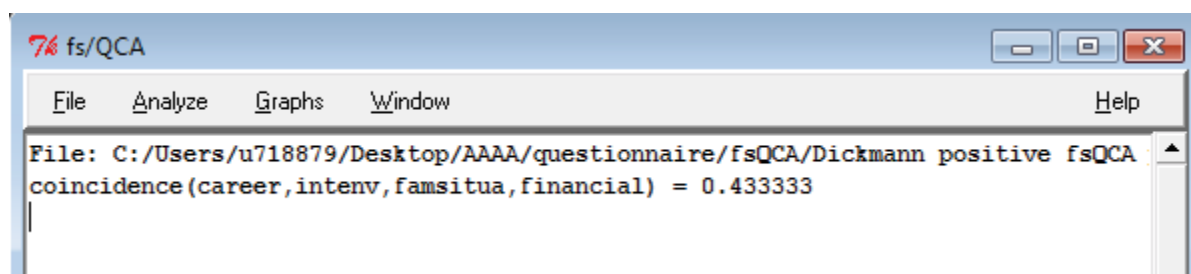 fs/QCA
File Analyze Graphs Window Help
File: C:/Users/u718879/Desktop/AAAA/questionnaire/fsQCA/Dickmann positive fsQCA
coincidence(career,intenv,famsitua,financial) = 0.433333